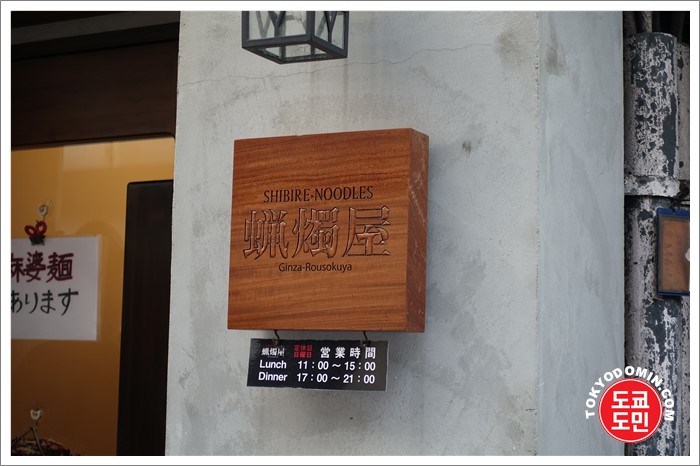 SHIBIRE-NOODLES
蝋燭屋
Ginza-Rousokuya
蝋燭屋 定休日 日曜日 営業時間
Lunch 11:00～15:00
Dinner 17:00～21:00
麻婆麺
あります
TOKYODOMIN.COM
도쿄
도민